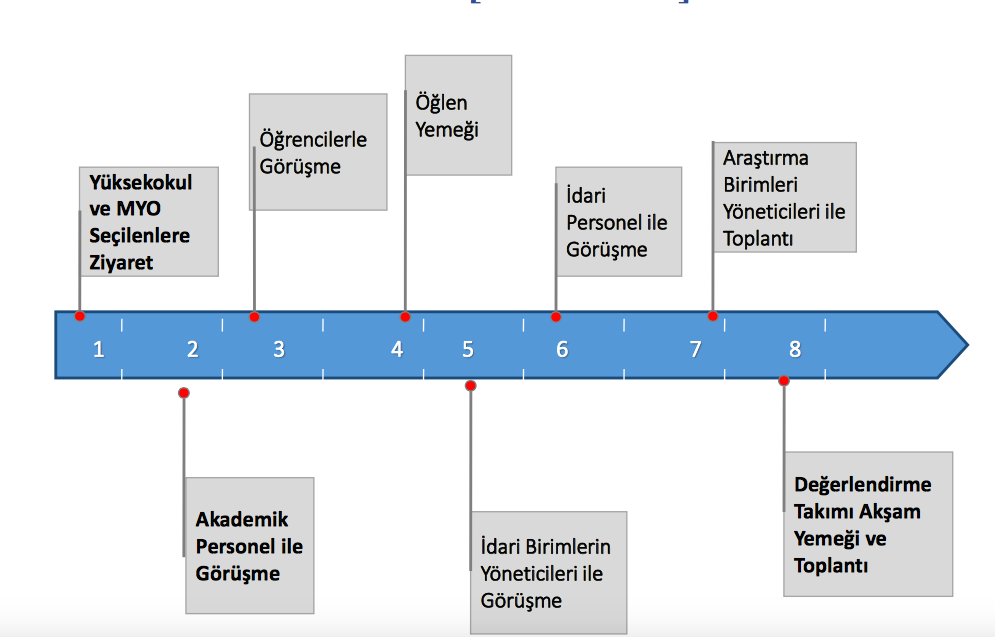 Öğlen
Yemeği
Öğrencilerle
Görüşme
Araştırma
Birimleri
Yöneticileri ile
Toplantı
Yüksekokul
ve MYO
Seçilenlere
Ziyaret
İdari
Personel ile
Görüşme
1 2 3 4 5 6 7 8
Akademik
Personel ile
Görüşme
İdari Birimlerin
Yöneticileri ile
Görüşme
Değerlendirme
Takımı Akşam
Yemeği ve
Toplantı